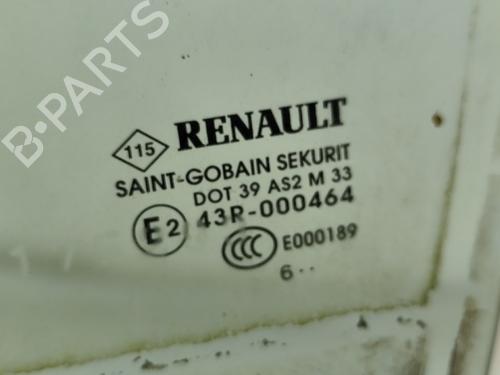 B-PARTS
115 RENAULT
SAINT-GOBAIN SEKURIT
DOT 39 AS2 M 33
E2 43R-000464
CCC E000189
6··